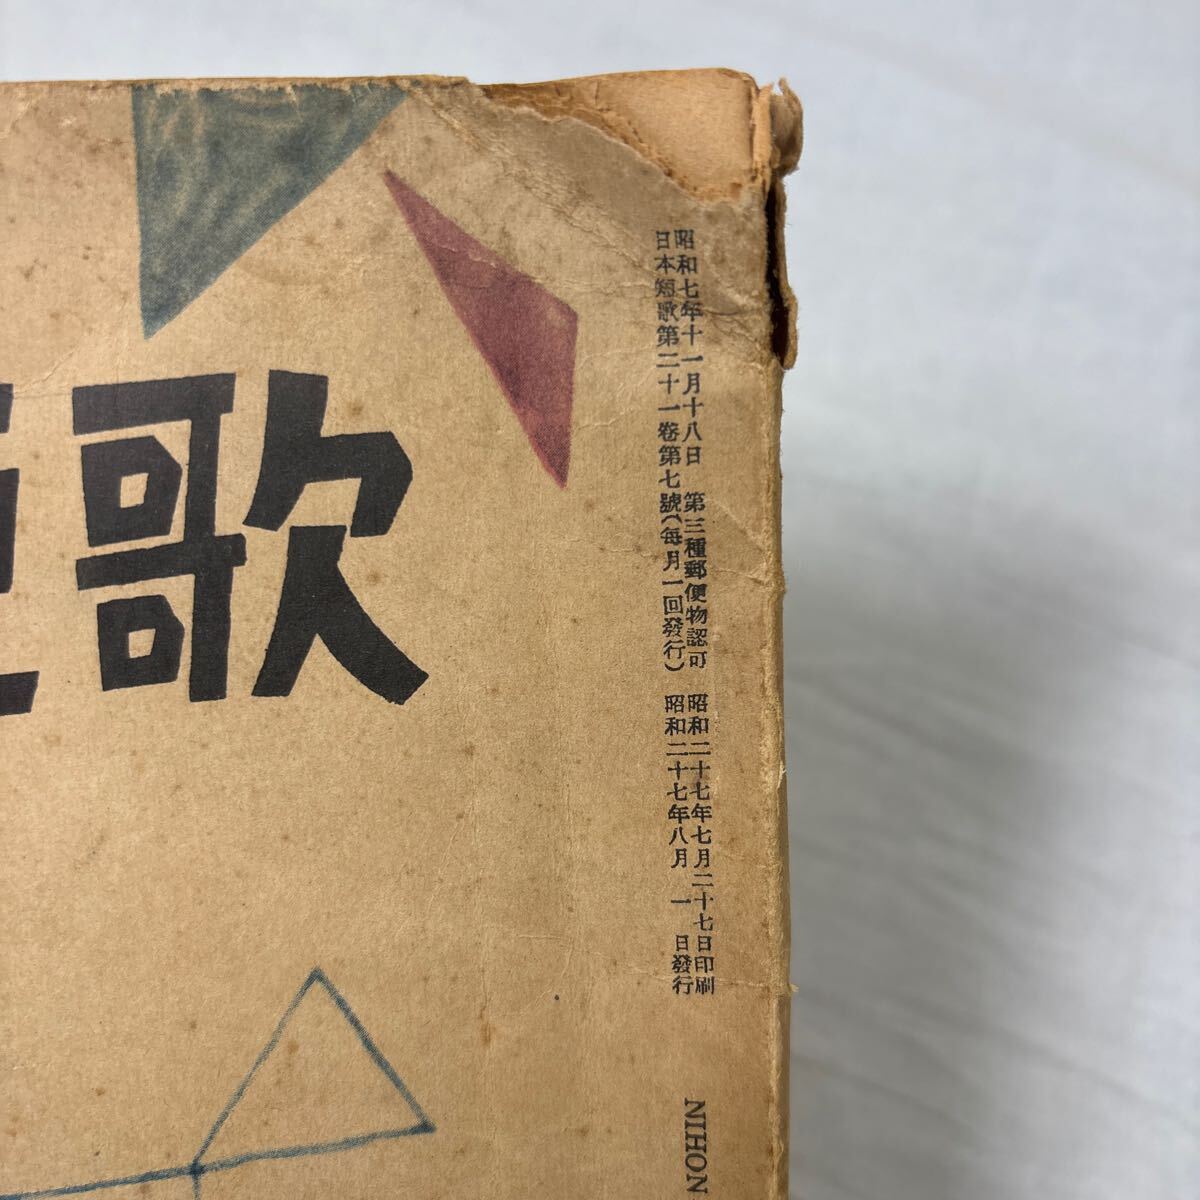 昭和七年十一月十八日 第三種郵便物認可 昭和二十七年七月二十七日印刷
日本短歌第二十一卷第七號(每月一回發行) 昭和二十七年八月一日發行
歌
NIHON